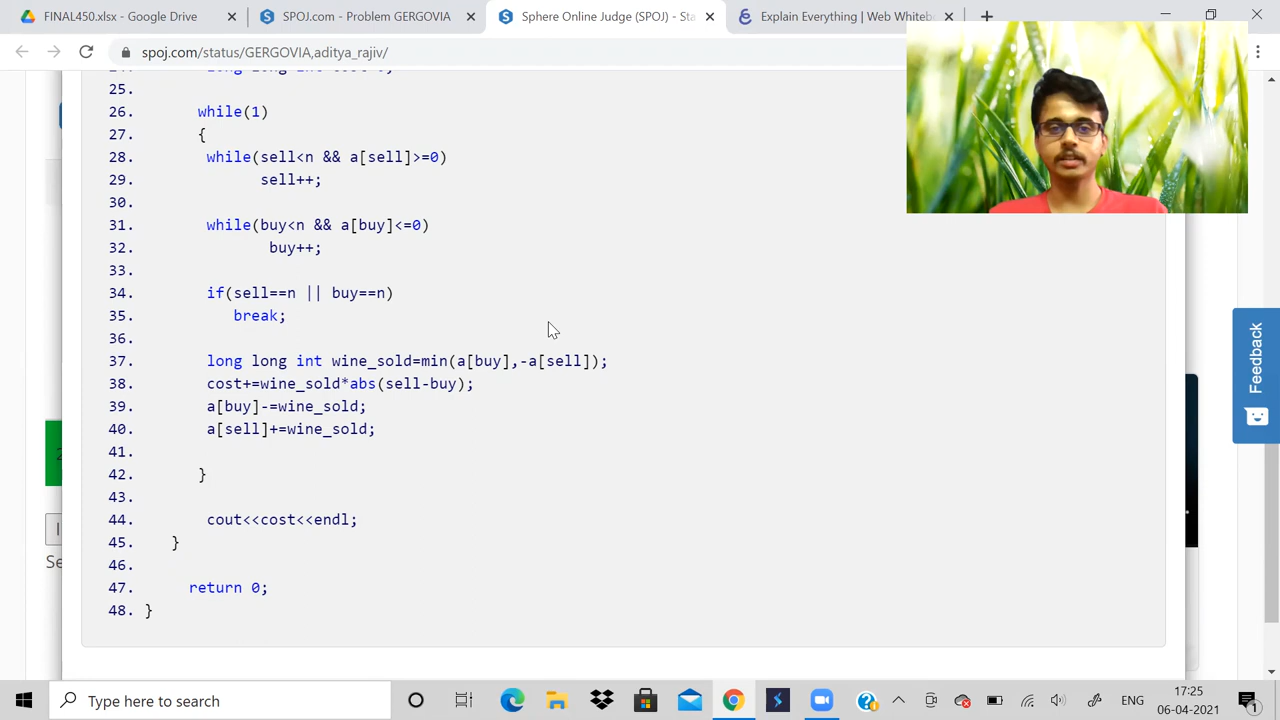 FINAL450.xlsx - Google Drive
SPOJ.com - Problem GERGOVIA
Sphere Online Judge (SPOJ) - Sta
Explain Everything | Web Whiteb
spoj.com/status/GERGOVIA,aditya_rajiv/
25.
26. while(1)
27. {
28. while(sell<n && a[sell]>=0)
29. sell++;
30.
31. while(buy<n && a[buy]<=0)
32. buy++;
33.
34. if(sell==n || buy==n)
35. break;
36.
37. long long int wine_sold=min(a[buy],-a[sell]);
38. cost+=wine_sold*abs(sell-buy);
39. a[buy]-=wine_sold;
40. a[sell]+=wine_sold;
41.
42. }
43.
44. cout<<cost<<endl;
45. }
46.
47. return 0;
48. }
Feedback
Type here to search
ENG
17:25
06-04-2021